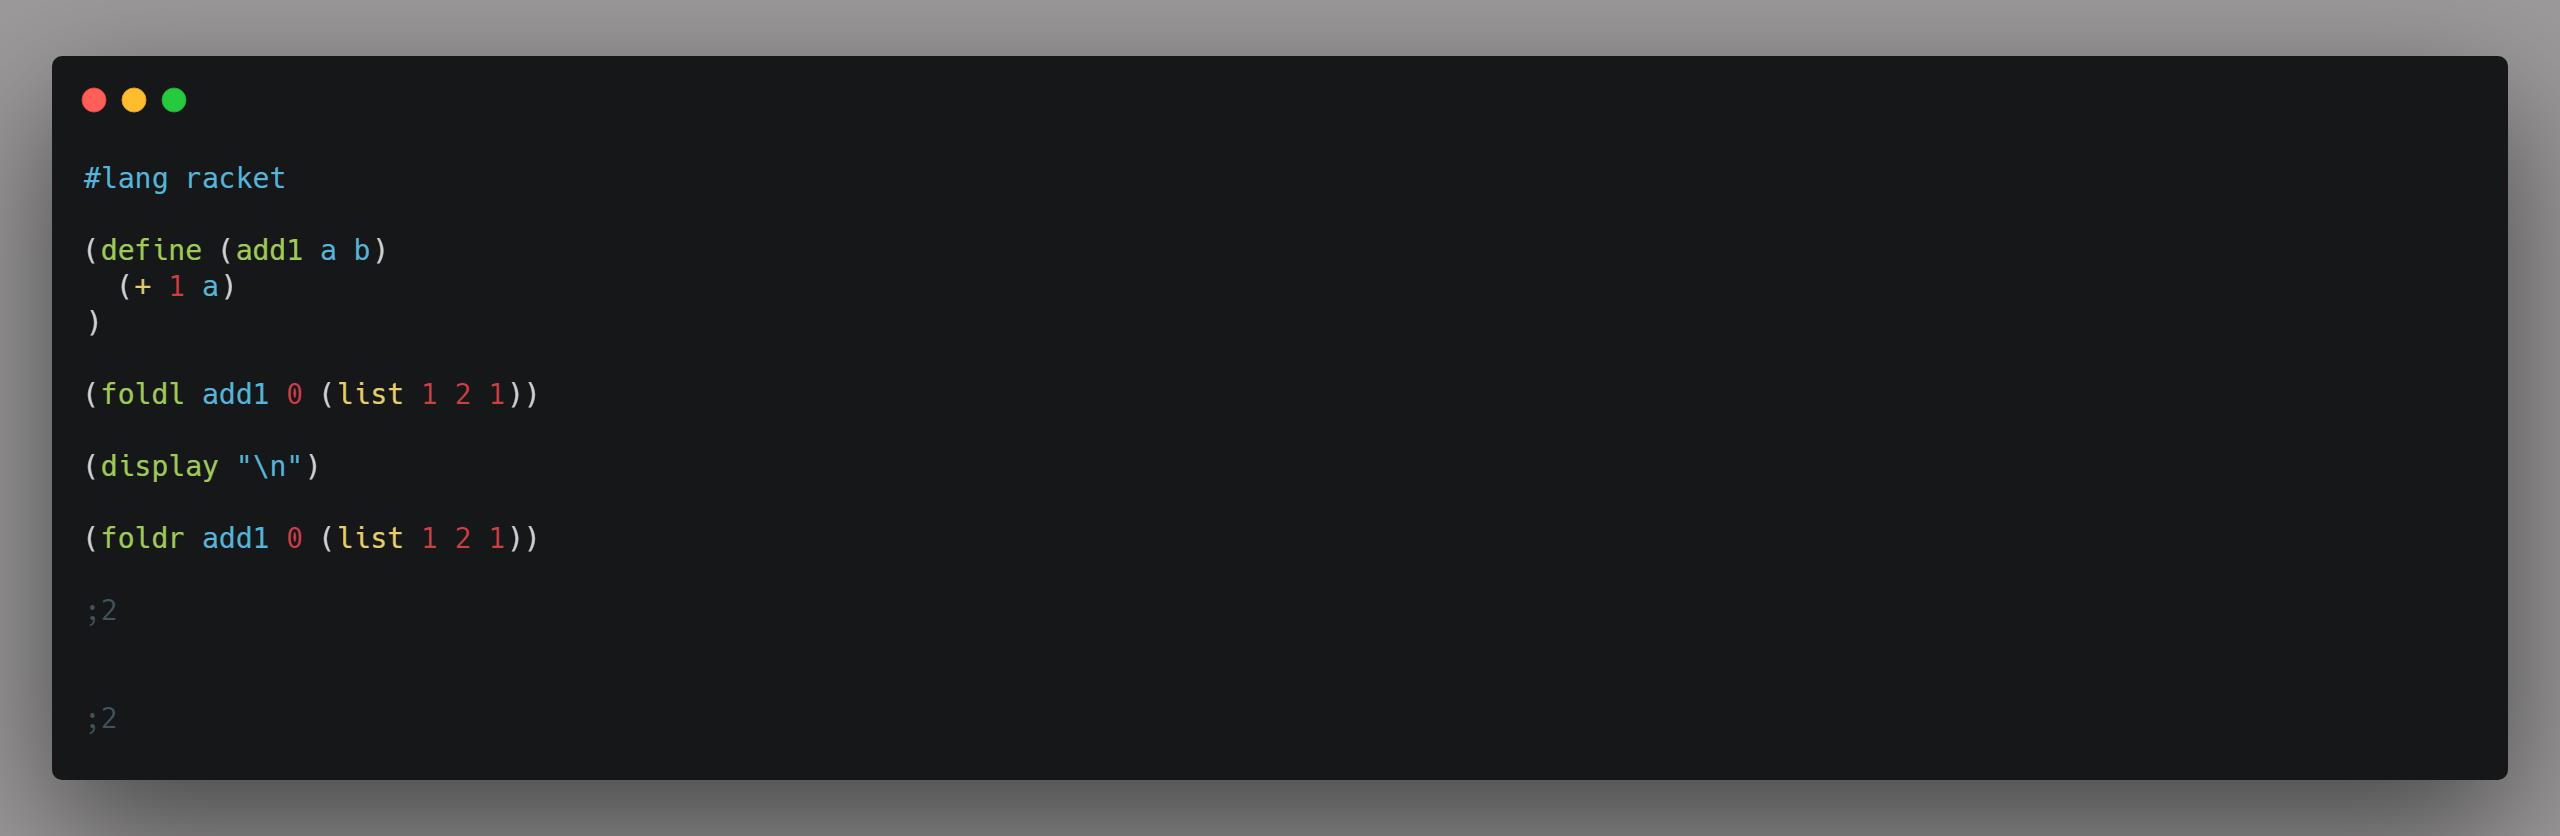 #lang racket
(define (add1 a b)
  (+ 1 a)
)
(foldl add1 0 (list 1 2 1))
(display "\n")
(foldr add1 0 (list 1 2 1))
;2
;2